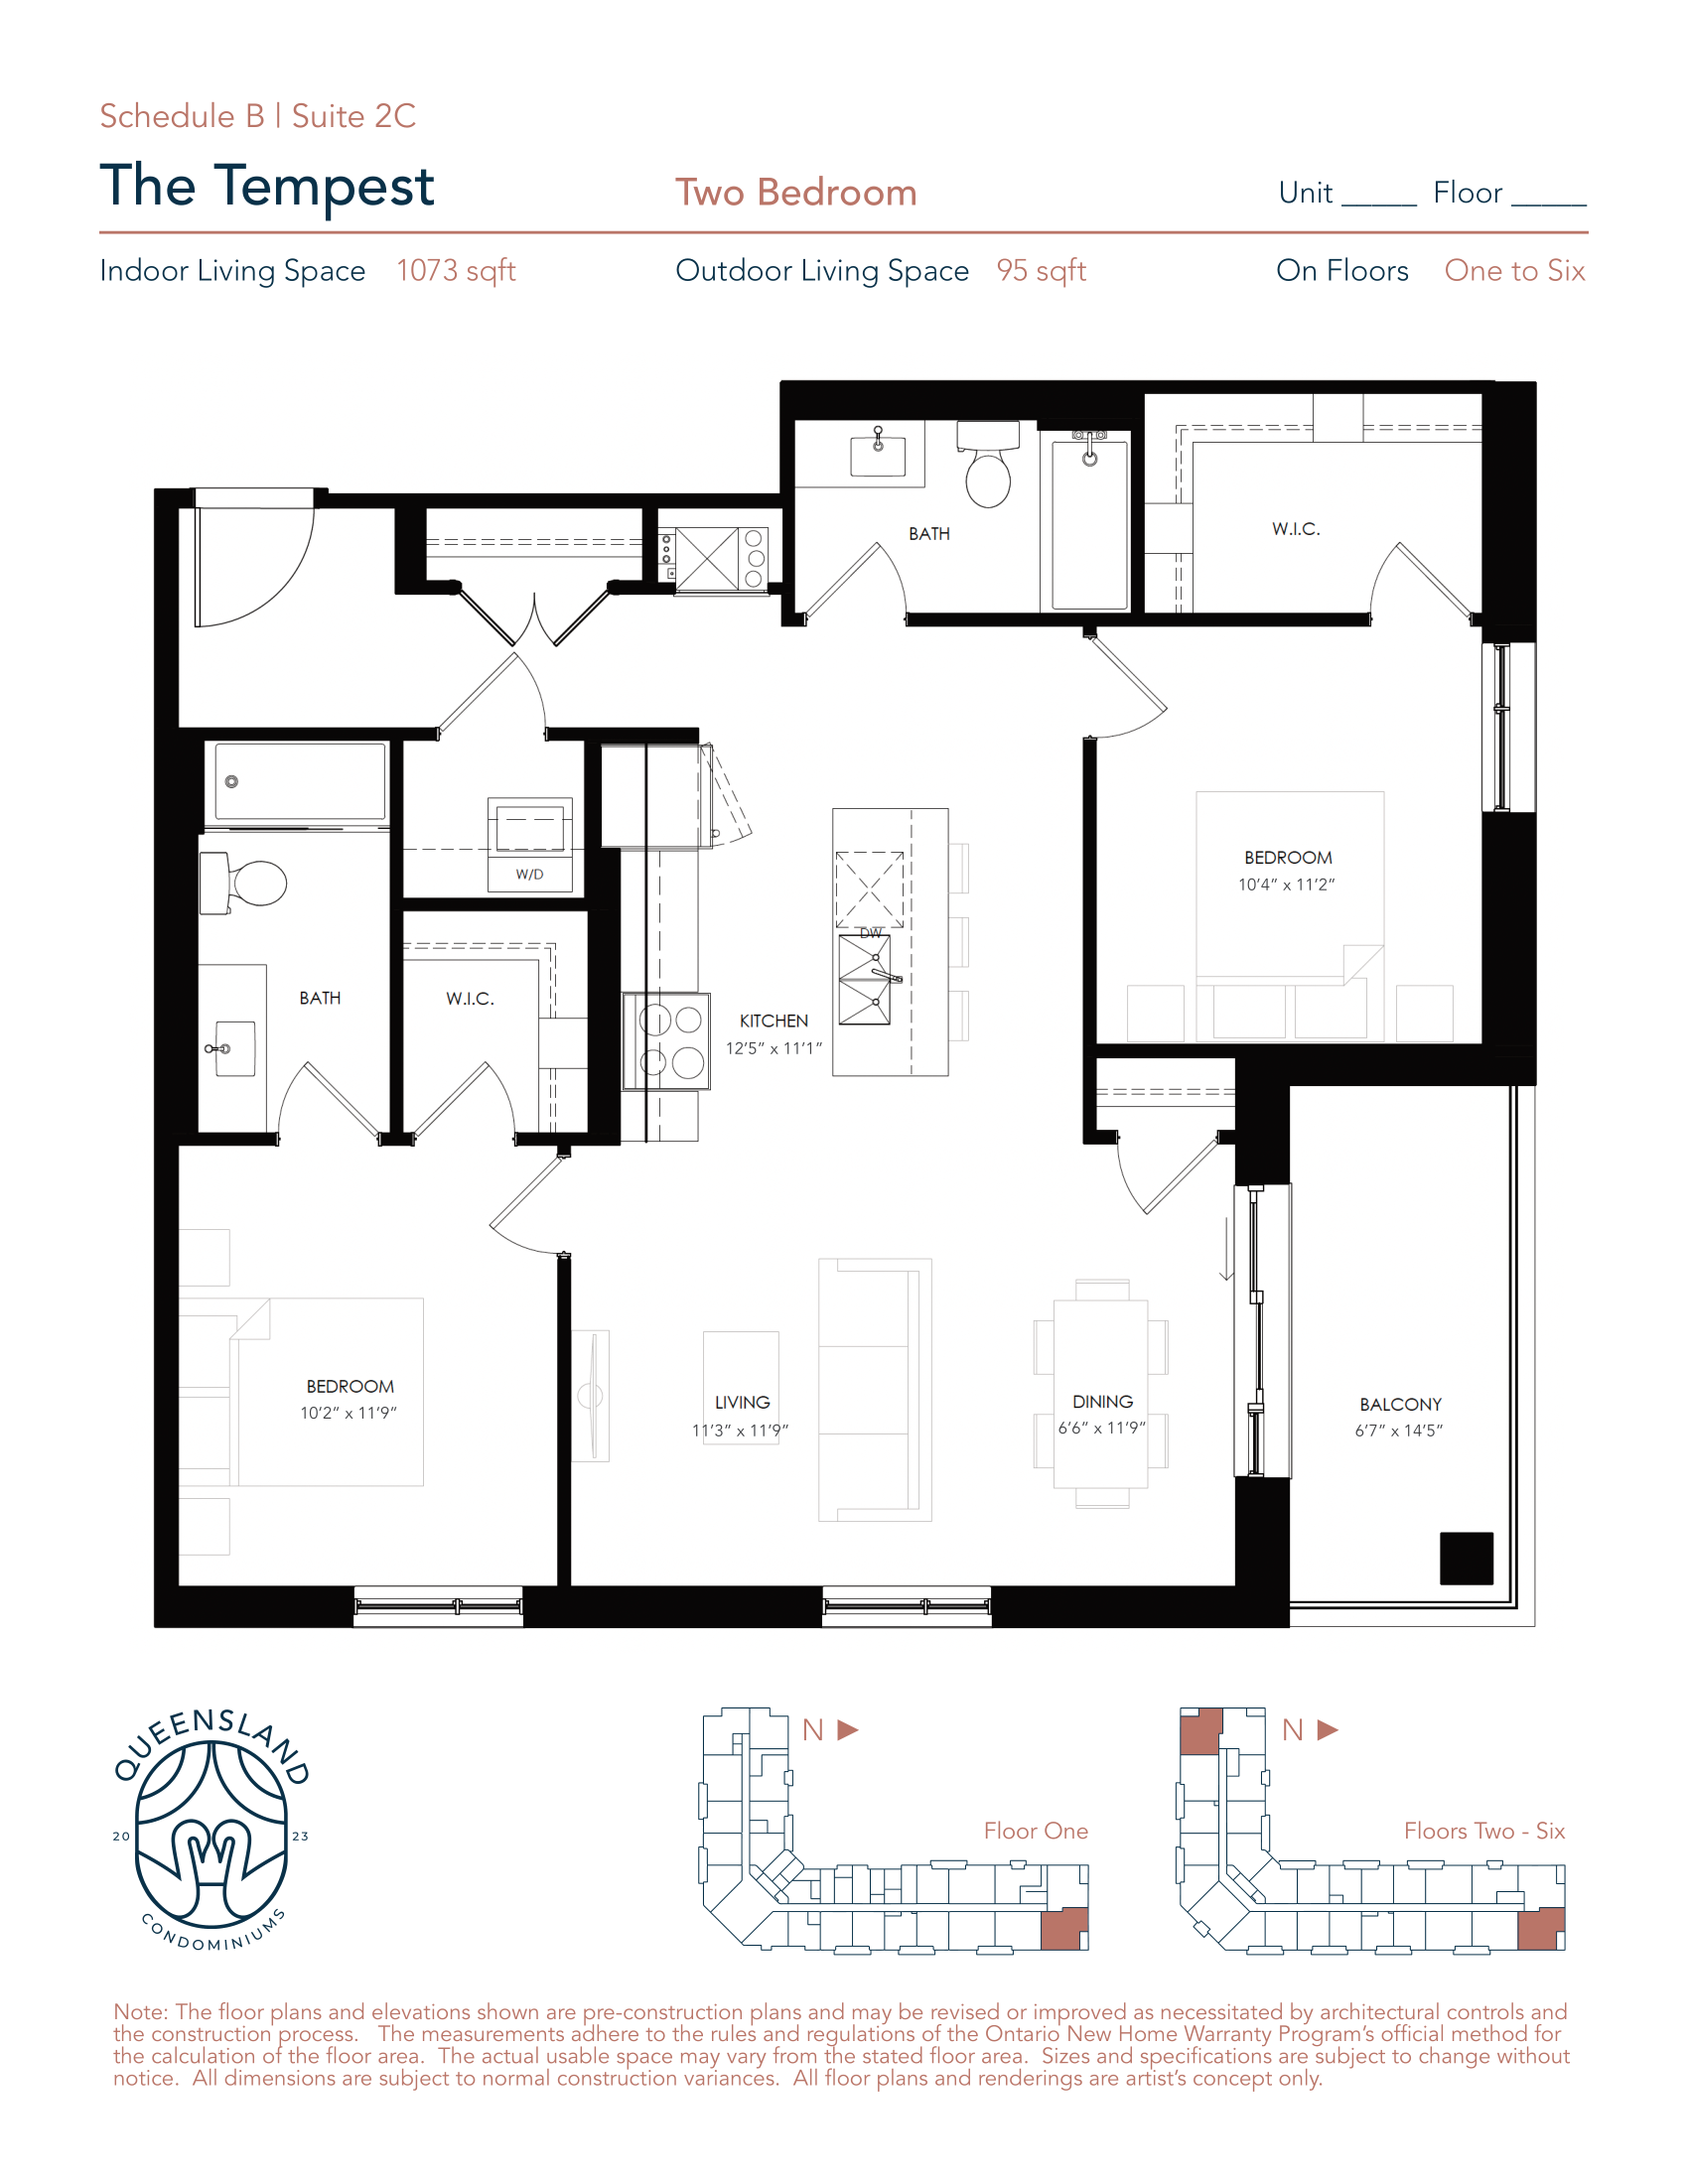 Schedule B | Suite 2C
The Tempest
Two Bedroom
Unit _____ Floor _____
Indoor Living Space 1073 sqft
Outdoor Living Space 95 sqft
On Floors One to Six
BATH
W.I.C.
W/D
BEDROOM
10'4" x 11'2"
DW
BATH
W.I.C.
KITCHEN
12'5" x 11'1"
BEDROOM
10'2" x 11'9"
LIVING
11'3" x 11'9"
DINING
6'6" x 11'9"
BALCONY
6'7" x 14'5"
QUEENSLAND
20 23
CONDOMINIUMS
N
Floor One
N
Floors Two - Six
Note: The floor plans and elevations shown are pre-construction plans and may be revised or improved as necessitated by architectural controls and
the construction process. The measurements adhere to the rules and regulations of the Ontario New Home Warranty Program's official method for
the calculation of the floor area. The actual usable space may vary from the stated floor area. Sizes and specifications are subject to change without
notice. All dimensions are subject to normal construction variances. All floor plans and renderings are artist's concept only.